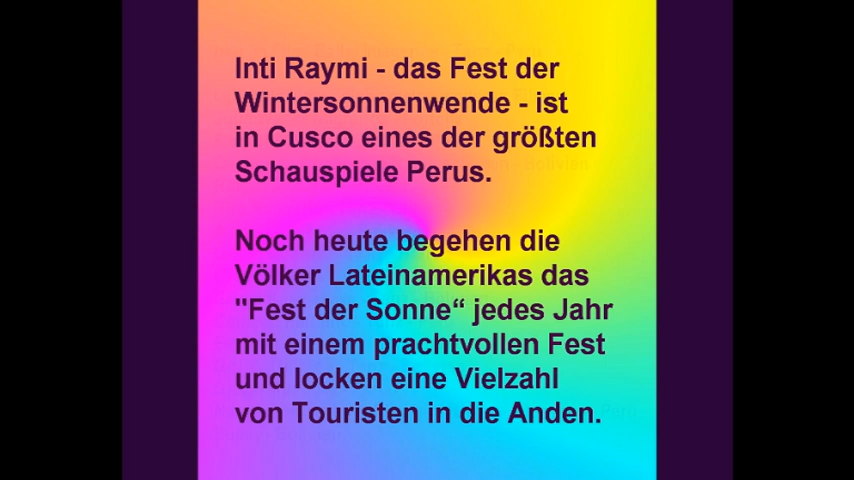 Inti Raymi - das Fest der
Wintersonnenwende - ist
in Cusco eines der größten
Schauspiele Perus.
Noch heute begehen die
Völker Lateinamerikas das
"Fest der Sonne“ jedes Jahr
mit einem prachtvollen Fest
und locken eine Vielzahl
von Touristen in die Anden.